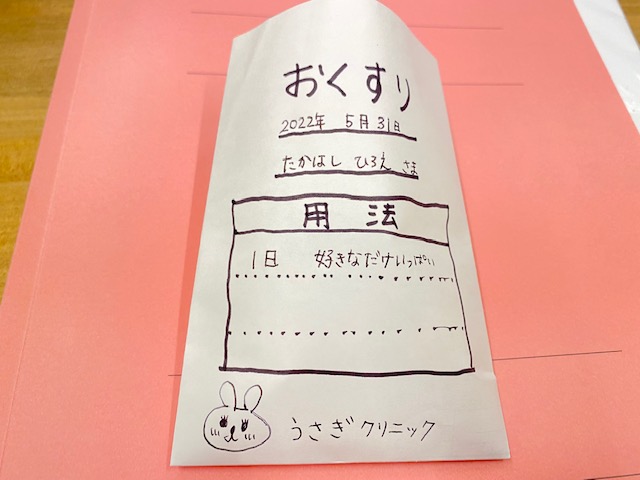 おくすり
2022年 5月31日
たかはし ひろえ さま
用法
1日 好きなだけいっぱい
うさぎクリニック